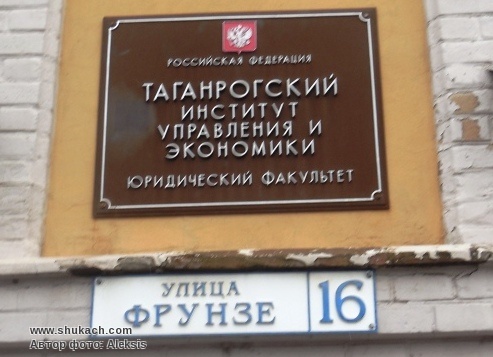 РОССИЙСКАЯ ФЕДЕРАЦИЯ
ТАГАНРОГСКИЙ
ИНСТИТУТ
УПРАВЛЕНИЯ И
ЭКОНОМИКИ
ЮРИДИЧЕСКИЙ ФАКУЛЬТЕТ
УЛИЦА
ФРУНЗЕ 16
www.shukach.com
Автор фото: Aleksis